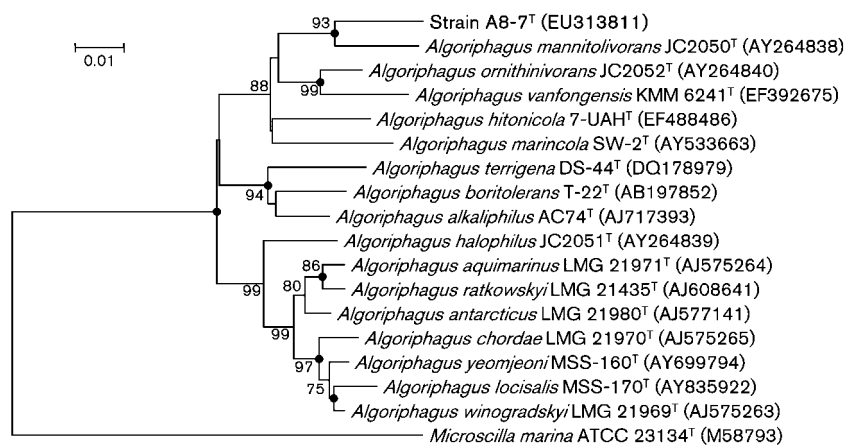 93 Strain A8-7ᵀ (EU313811)
0.01
Algoriphagus mannitolivorans JC2050ᵀ (AY264838)
Algoriphagus ornithinivorans JC2052ᵀ (AY264840)
88
99 Algoriphagus vanfongensis KMM 6241ᵀ (EF392675)
Algoriphagus hitonicola 7-UAHᵀ (EF488486)
Algoriphagus marincola SW-2ᵀ (AY533663)
Algoriphagus terrigena DS-44ᵀ (DQ178979)
94 Algoriphagus boritolerans T-22ᵀ (AB197852)
Algoriphagus alkaliphilus AC74ᵀ (AJ717393)
Algoriphagus halophilus JC2051ᵀ (AY264839)
86 Algoriphagus aquimarinus LMG 21971ᵀ (AJ575264)
99 80 Algoriphagus ratkowskyi LMG 21435ᵀ (AJ608641)
Algoriphagus antarcticus LMG 21980ᵀ (AJ577141)
99 Algoriphagus chordae LMG 21970ᵀ (AJ575265)
97 Algoriphagus yeomjeoni MSS-160ᵀ (AY699794)
75 Algoriphagus locisalis MSS-170ᵀ (AY835922)
Algoriphagus winogradskyi LMG 21969ᵀ (AJ575263)
Microscilla marina ATCC 23134ᵀ (M58793)